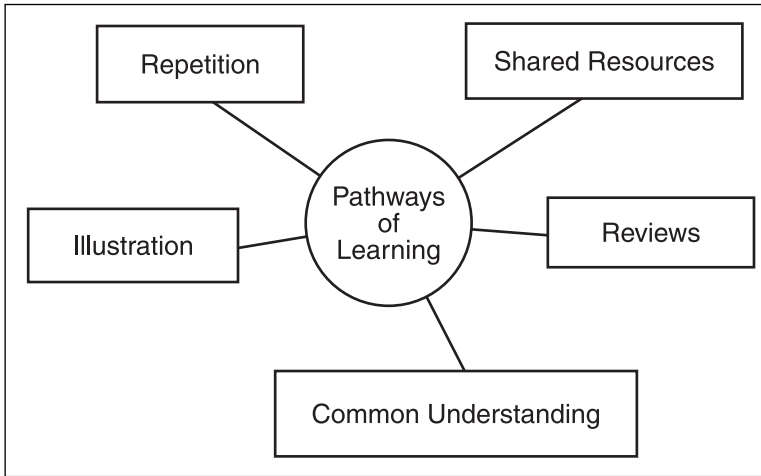 Repetition
Shared Resources
Pathways
of
Learning
Illustration
Reviews
Common Understanding